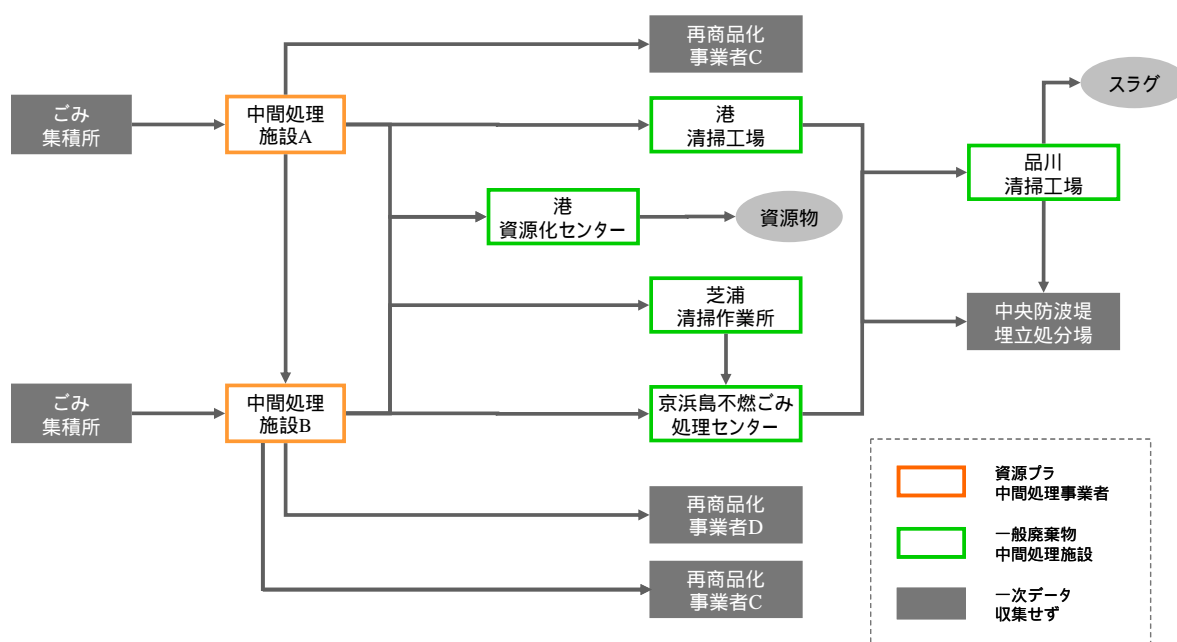 再商品化
事業者C
スラグ
ごみ
集積所
中間処理
施設A
港
清掃工場
品川
清掃工場
港
資源化センター
資源物
芝浦
清掃作業所
中央防波堤
埋立処分場
ごみ
集積所
中間処理
施設B
京浜島不燃ごみ
処理センター
再商品化
事業者D
再商品化
事業者C
資源プラ
中間処理事業者
一般廃棄物
中間処理施設
一次データ
収集せず